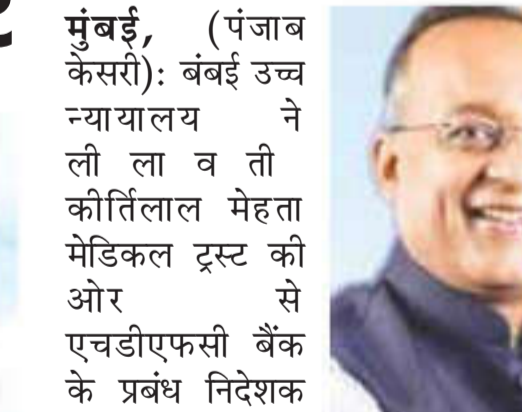 मुंबई, (पंजाब
केसरी): बंबई उच्च
न्यायालय ने
ली ला व ती
कीर्तिलाल मेहता
मेडिकल ट्रस्ट की
ओर से
एचडीएफसी बैंक
के प्रबंध निदेशक